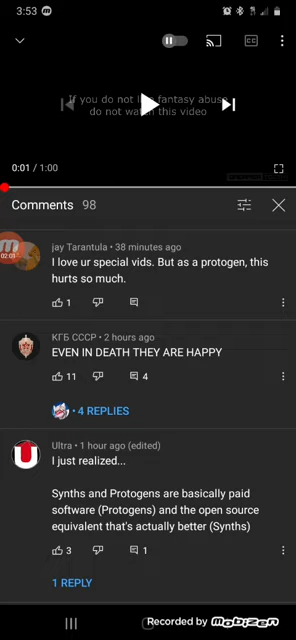 3:53
If you do not like fantasy abuse
do not watch this video
0:01 / 1:00
Comments 98
jay Tarantula • 38 minutes ago
I love ur special vids. But as a protogen, this
hurts so much.
1
02:03
КГБ СССР • 2 hours ago
EVEN IN DEATH THEY ARE HAPPY
11 4
• 4 REPLIES
Ultra • 1 hour ago (edited)
I just realized...
Synths and Protogens are basically paid
software (Protogens) and the open source
equivalent that's actually better (Synths)
3 1
1 REPLY
Recorded by mobizen